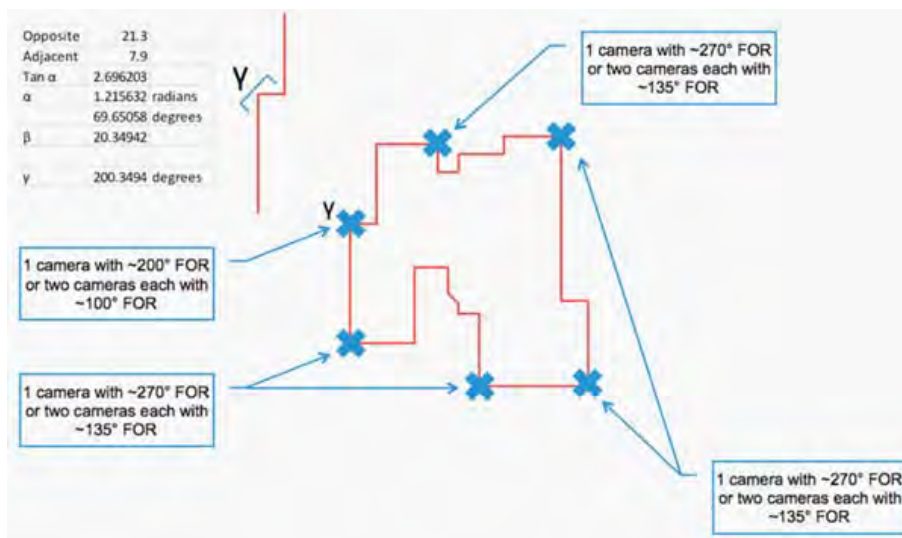 Opposite 21.3
Adjacent 7.9
Tan α 2.696203
α 1.215632 radians
69.65058 degrees
β 20.34942
γ 200.3494 degrees
γ
1 camera with ~270° FOR
or two cameras each with
~135° FOR
γ
1 camera with ~200° FOR
or two cameras each with
~100° FOR
1 camera with ~270° FOR
or two cameras each with
~135° FOR
1 camera with ~270° FOR
or two cameras each with
~135° FOR